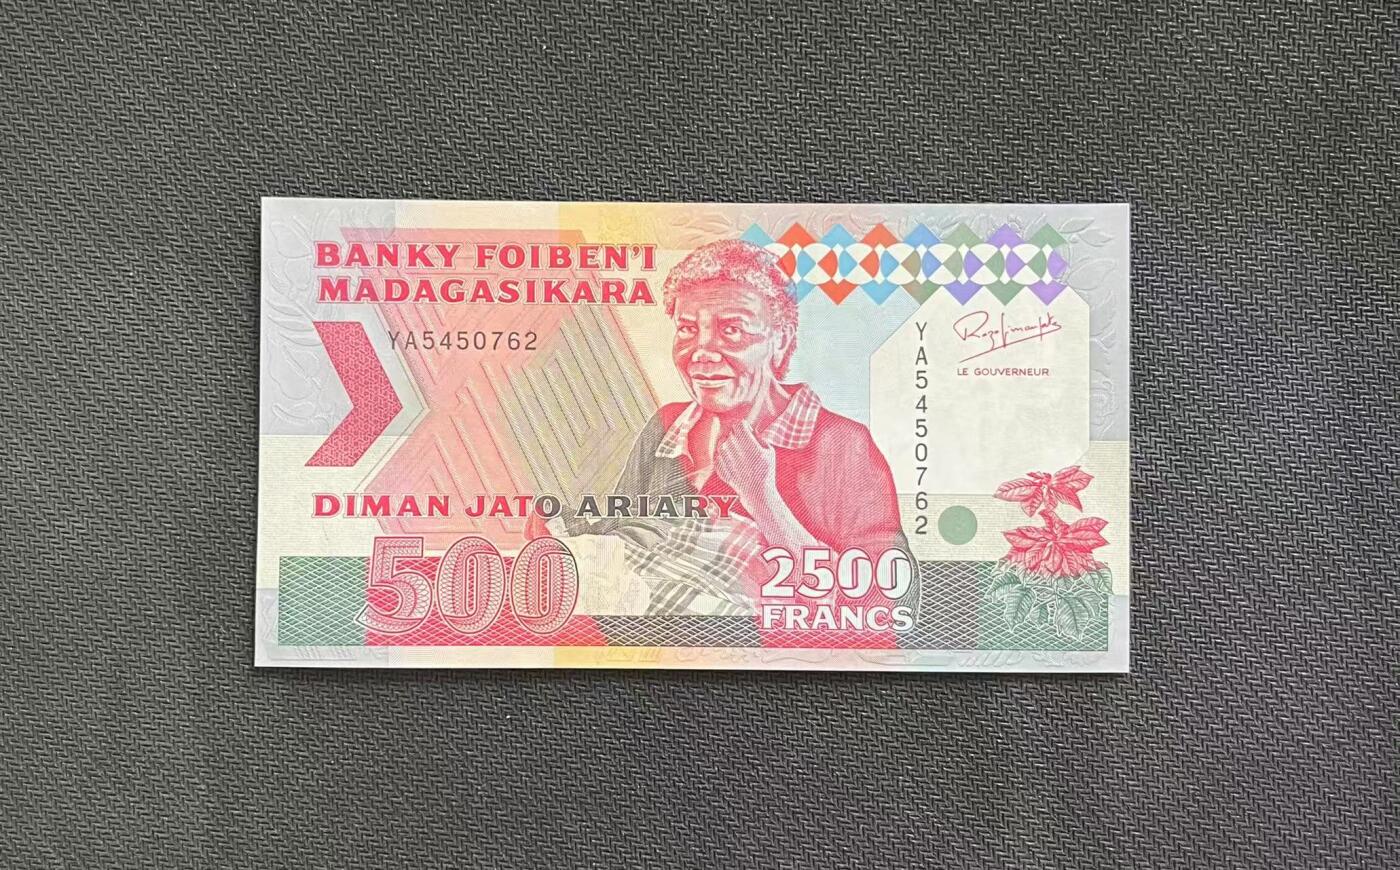 BANKY FOIBEN'I
MADAGASIKARA
YA5450762
YA5450762
LE GOUVERNEUR
DIMAN JATO ARIARY
500
2500
FRANCS